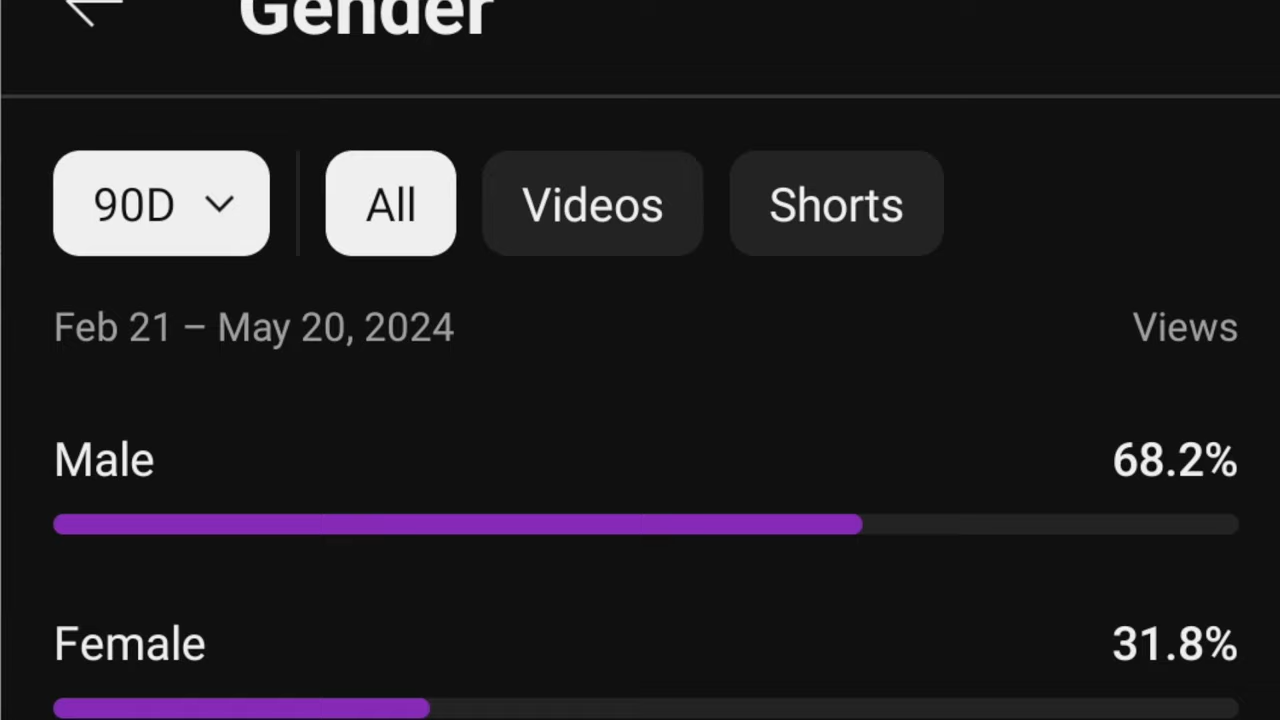 Gender
90D All Videos Shorts
Feb 21 – May 20, 2024 Views
Male 68.2%
Female 31.8%